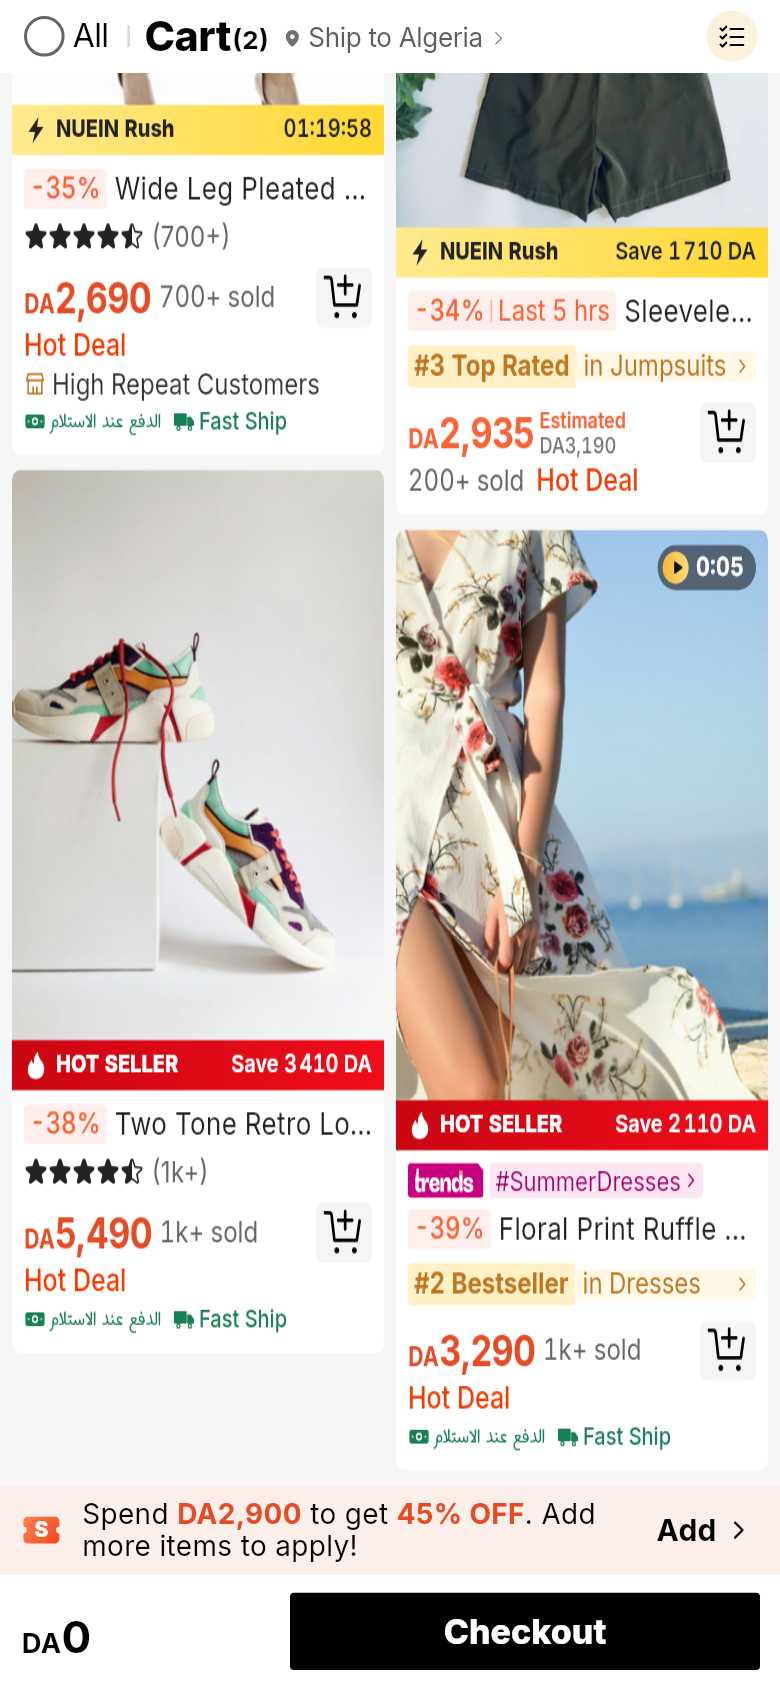 All
Cart(2)
Ship to Algeria
NUEIN Rush 01:19:58
-35% Wide Leg Pleated ...
(700+)
DA2,690 700+ sold
Hot Deal
High Repeat Customers
الدفع عند الاستلام Fast Ship
NUEIN Rush Save 1710 DA
-34% | Last 5 hrs Sleevele...
#3 Top Rated in Jumpsuits
DA2,935 Estimated
DA3,190
200+ sold Hot Deal
HOT SELLER Save 3410 DA
-38% Two Tone Retro Lo...
(1k+)
DA5,490 1k+ sold
Hot Deal
الدفع عند الاستلام Fast Ship
0:05
HOT SELLER Save 2110 DA
trends #SummerDresses
-39% Floral Print Ruffle ...
#2 Bestseller in Dresses
DA3,290 1k+ sold
Hot Deal
الدفع عند الاستلام Fast Ship
S
Spend DA2,900 to get 45% OFF. Add
more items to apply!
Add
DA0
Checkout